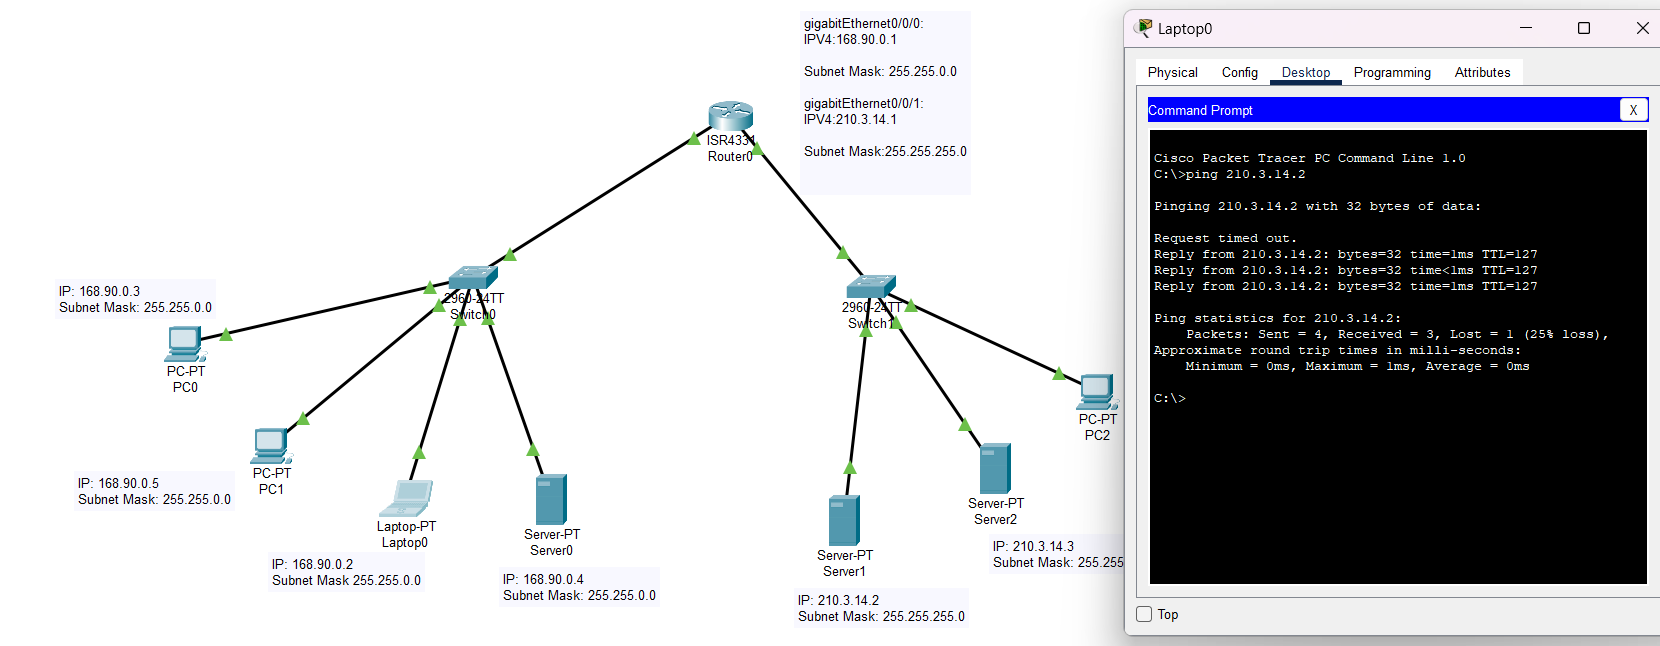 gigabitEthernet0/0/0:
IPV4:168.90.0.1
Subnet Mask: 255.255.0.0
gigabitEthernet0/0/1:
IPV4:210.3.14.1
Subnet Mask:255.255.255.0
ISR4331
Router0
2960-24TT
Switch0
2960-24TT
Switch1
IP: 168.90.0.3
Subnet Mask: 255.255.0.0
PC-PT
PC0
PC-PT
PC1
IP: 168.90.0.5
Subnet Mask: 255.255.0.0
Laptop-PT
Laptop0
IP: 168.90.0.2
Subnet Mask 255.255.0.0
Server-PT
Server0
IP: 168.90.0.4
Subnet Mask: 255.255.0.0
Server-PT
Server1
IP: 210.3.14.2
Subnet Mask: 255.255.255.0
Server-PT
Server2
IP: 210.3.14.3
Subnet Mask: 255.255
PC-PT
PC2
Laptop0
Physical Config Desktop Programming Attributes
Command Prompt X
Cisco Packet Tracer PC Command Line 1.0
C:\>ping 210.3.14.2
Pinging 210.3.14.2 with 32 bytes of data:
Request timed out.
Reply from 210.3.14.2: bytes=32 time=1ms TTL=127
Reply from 210.3.14.2: bytes=32 time<1ms TTL=127
Reply from 210.3.14.2: bytes=32 time=1ms TTL=127
Ping statistics for 210.3.14.2:
Packets: Sent = 4, Received = 3, Lost = 1 (25% loss),
Approximate round trip times in milli-seconds:
Minimum = 0ms, Maximum = 1ms, Average = 0ms
C:\>
Top